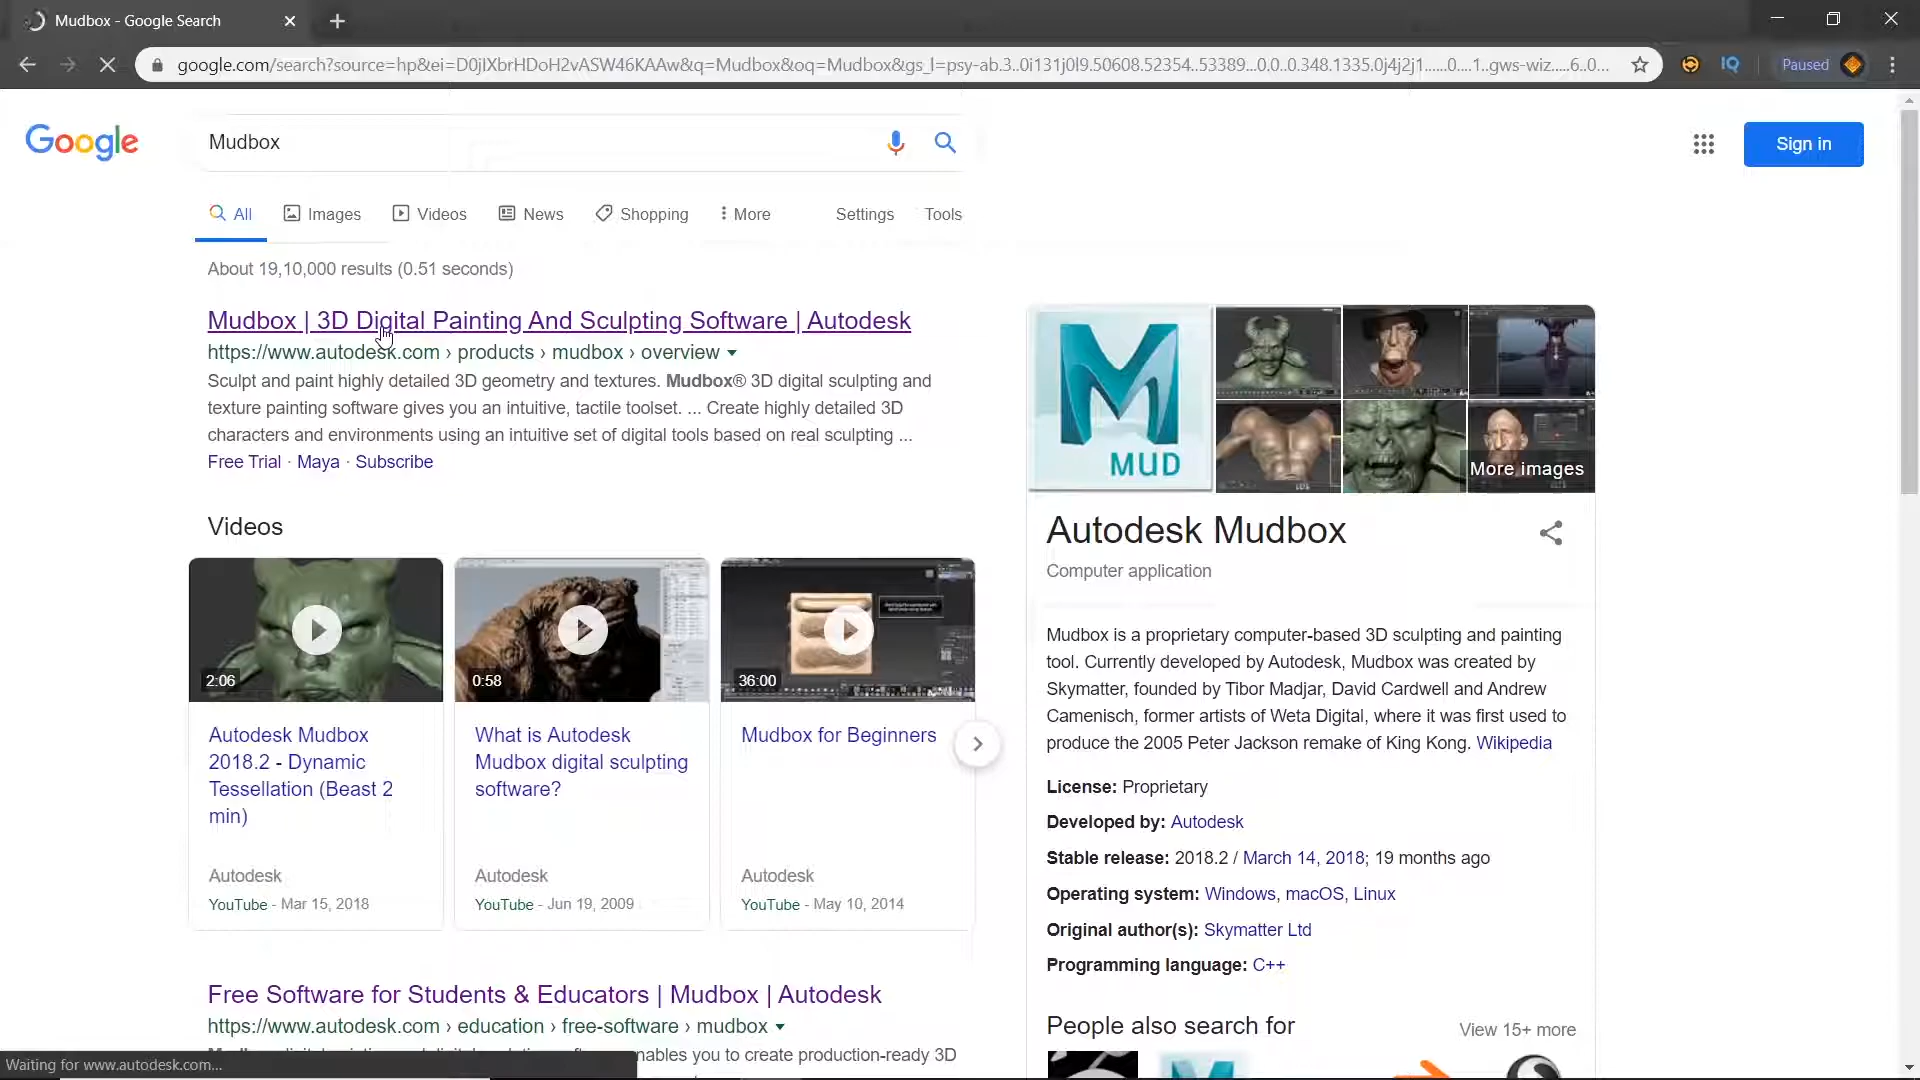 Mudbox - Google Search
google.com/search?source=hp&ei=D0jIXbrHDoH2vASW46KAAw&q=Mudbox&oq=Mudbox&gs_l=psy-ab.3..0i131j0l9.50608.52354..53389...0.0..0.348.1335.0j4j2j1......0....1..gws-wiz.....6..0...
IQ
Paused
Google
Mudbox
Sign in
All
Images
Videos
News
Shopping
More
Settings
Tools
About 19,10,000 results (0.51 seconds)
Mudbox | 3D Digital Painting And Sculpting Software | Autodesk
https://www.autodesk.com › products › mudbox › overview
Sculpt and paint highly detailed 3D geometry and textures. Mudbox® 3D digital sculpting and
texture painting software gives you an intuitive, tactile toolset. ... Create highly detailed 3D
characters and environments using an intuitive set of digital tools based on real sculpting ...
Free Trial · Maya · Subscribe
Videos
2:06
0:58
36:00
Autodesk Mudbox
2018.2 - Dynamic
Tessellation (Beast 2
min)
Autodesk
YouTube - Mar 15, 2018
What is Autodesk
Mudbox digital sculpting
software?
Autodesk
YouTube - Jun 19, 2009
Mudbox for Beginners
Autodesk
YouTube - May 10, 2014
Free Software for Students & Educators | Mudbox | Autodesk
https://www.autodesk.com › education › free-software › mudbox
nables you to create production-ready 3D
Waiting for www.autodesk.com...
MUD
More images
Autodesk Mudbox
Computer application
Mudbox is a proprietary computer-based 3D sculpting and painting
tool. Currently developed by Autodesk, Mudbox was created by
Skymatter, founded by Tibor Madjar, David Cardwell and Andrew
Camenisch, former artists of Weta Digital, where it was first used to
produce the 2005 Peter Jackson remake of King Kong. Wikipedia
License: Proprietary
Developed by: Autodesk
Stable release: 2018.2 / March 14, 2018; 19 months ago
Operating system: Windows, macOS, Linux
Original author(s): Skymatter Ltd
Programming language: C++
People also search for
View 15+ more